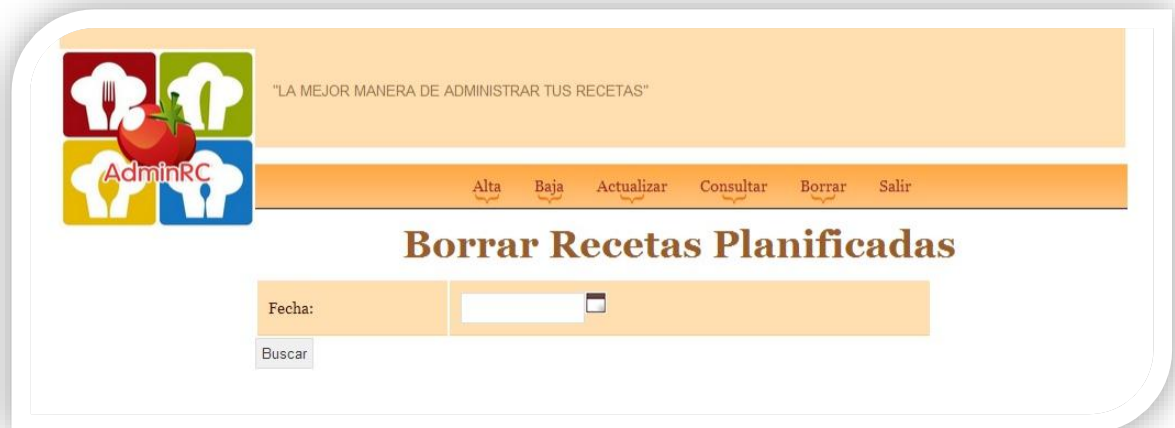 "LA MEJOR MANERA DE ADMINISTRAR TUS RECETAS"
AdminRC
Alta Baja Actualizar Consultar Borrar Salir
Borrar Recetas Planificadas
Fecha:
Buscar